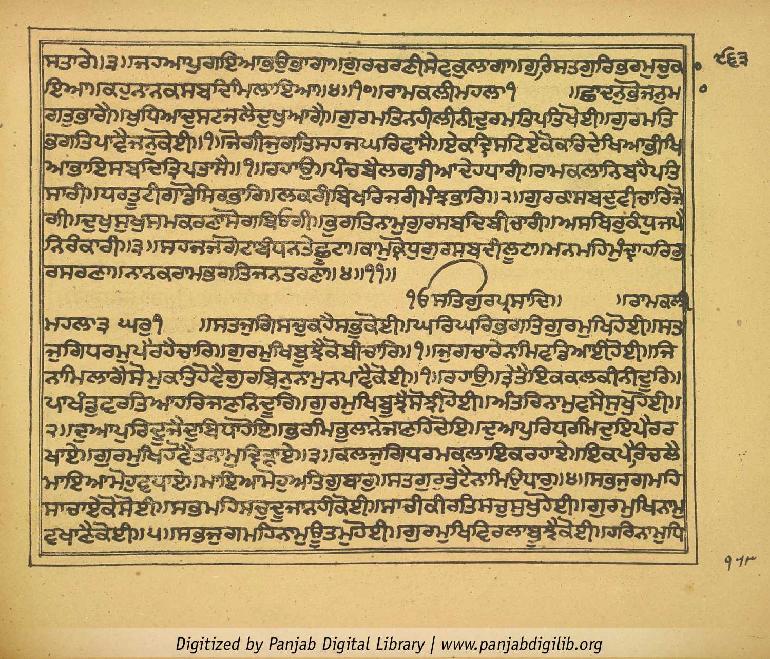 ਸਤਾਰੇ॥੩॥ਜਹਆਪੁਗਇਆਭਉਭਾਗਾ॥ਗੁਰਚਰਣੀਸੇਵਕੁਲਾਗਾ॥ਗੁਰਿਸਤਗੁਰਿਭਰਮੁਚੁਕ
ਇਆ॥ਕਹੁਨਾਨਕਸਬਦਿਮਿਲਾਇਆ॥੪॥੧੦॥ਰਾਮਕਲੀਮਹਲਾ੧ ॥ਛਾਦਨੁਭੋਜਨੁਮ
ਗਤੁਭਾਗੈ॥ਖੁਧਿਆਦੁਸਟਜਲੈਦੁਖੁਆਗੈ॥ਗੁਰਮਤਿਨਹੀਲੀਨੀਦੁਰਮਤਿਪਤਿਖੋਈ॥ਗੁਰਮਤਿ
ਭਗਤਿਪਾਵੈਜਨੁਕੋਈ॥੧॥ਜੋਗੀਜੁਗਤਿਸਹਜਘਰਿਵਾਸੈ॥ਏਕਦ੍ਰਿਸਟਿਏਕੋਕਰਿਦੇਖਿਆਭੀਖਿ
ਆਭਾਇਸਬਦਿਤ੍ਰਿਪਤਾਸੈ॥੧॥ਰਹਾਉ॥ਪੰਚਬੈਲਗਡੀਆਦੇਹਧਾਰੀ॥ਰਾਮਕਲਾਨਿਬਹੈਪਤਿ
ਸਾਰੀ॥ਧਰਤੂਟੀਗਾਡੋਸਿਰਭਾਰਿ॥ਲਕਰੀਬਿਖਰਿਜਰੀਮੰਝਭਾਰਿ॥੨॥ਗੁਰਕਾਸਬਦੁਵੀਚਾਰਿਜੋ
ਗੀ॥ਦੁਖੁਸੁਖੁਸਮਕਰਣਾਸੋਗਬਿਓਗੀ॥ਭੁਗਤਿਨਾਮੁਗੁਰਸਬਦਿਬੀਚਾਰੀ॥ਅਸਥਿਰੁਕੰਧੁਜਪੈ
ਨਿਰੰਕਾਰੀ॥੩॥ਸਹਜਜਗੋਟਾਬੰਧਨਤੇਛੂਟਾ॥ਕਾਮੁਕ੍ਰੋਧੁਗੁਰਸਬਦੀਲੂਟਾ॥ਮਨਮਹਿਮੁੰਦ੍ਰਾਹਰਿਗੁ
ਰਸਰਣਾ॥ਨਾਨਕਰਾਮਭਗਤਿਜਨਤਰਣਾ॥੪॥੧੧॥
੧ਓਸਤਿਗੁਰਪ੍ਰਸਾਦਿ॥ ॥ਰਾਮਕਲੀ
ਮਹਲਾ੩ ਘਰੁ੧ ॥ਸਤਜੁਗਿਸਚੁਕਹੈਸਭੁਕੋਈ॥ਘਰਿਘਰਿਭਗਤਿਗੁਰਮੁਖਿਹੋਈ॥ਸਤ
ਜੁਗਿਧਰਮੁਪੈਰਹੈਚਾਰਿ॥ਗੁਰਮੁਖਿਬੂਝੈਕੋਬੀਚਾਰਿ॥੧॥ਜੁਗਚਾਰੇਨਾਮਿਵਡਿਆਈਹੋਈ॥ਜਿ
ਨਾਮਿਲਾਗੈਸੋਮੁਕਤਿਹੋਵੈਗੁਰਬਿਨੁਨਾਮੁਨਪਾਵੈਕੋਈ॥੧॥ਰਹਾਉ॥ਤ੍ਰੇਤੈਇਕਕਲਕੀਨੀਦੂਰਿ॥
ਪਾਖੰਡੁਵਰਤਿਆਹਰਿਜਾਣਨਿਦੂਰਿ॥ਗੁਰਮੁਖਿਬੂਝੈਸੋਝੀਹੋਈ॥ਅੰਤਰਿਨਾਮੁਵਸੈਸੁਖੁਹੋਈ॥
੨॥ਦੁਆਪੁਰਿਦੂਜੈਦੁਬਿਧਾਹੋਇ॥ਭਰਮਿਭੁਲਾਨੇਜਾਣਹਿਦੋਇ॥ਦੁਆਪੁਰਿਧਰਮਿਦੁਇਪੈਰਰ
ਖਾਏ॥ਗੁਰਮੁਖਿਹੋਵੈਤਨਾਮੁਦ੍ਰਿੜਾਏ॥੩॥ਕਲਜੁਗਿਧਰਮਕਲਾਇਕਰਹਾਏ॥ਇਕਪੈਰਿਚਲੈ
ਮਾਇਆਮੋਹੁਵਧਾਏ॥ਮਾਇਆਮੋਹੁਅਤਿਗੁਬਾਰੁ॥ਸਤਗੁਰੁਭੇਟੈਨਾਮਿਉਧਾਰੁ॥੪॥ਸਭਜੁਗਮਹਿ
ਸਾਚਾਏਕੋਸੋਈ॥ਸਭਮਹਿਸਚੁਦੂਜਾਨਹੀਕੋਈ॥ਸਾਚੀਕੀਰਤਿਸਚੁਸੁਖੁਹੋਈ॥ਗੁਰਮੁਖਿਨਾਮੁ
ਵਖਾਣੈਕੋਈ॥੫॥ਸਭਜੁਗਮਹਿਨਾਮੁਊਤਮੁਹੋਈ॥ਗੁਰਮੁਖਿਵਿਰਲਾਬੂਝੈਕੋਈ॥ਹਰਿਨਾਮੁਧਿ
Digitized by Panjab Digital Library | www.panjabdigilib.org